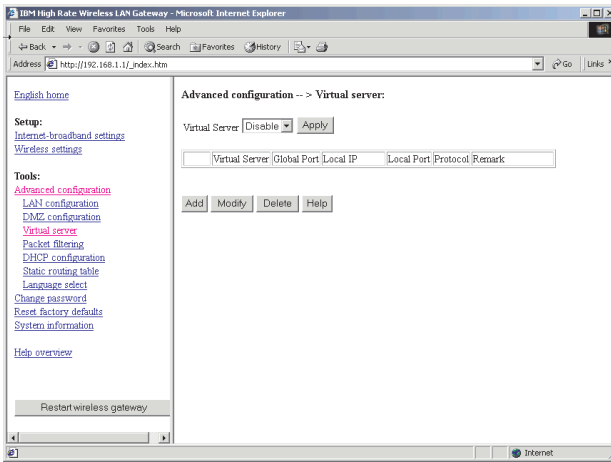 IBM High Rate Wireless LAN Gateway - Microsoft Internet Explorer
File Edit View Favorites Tools Help
Back Search Favorites History
Address http://192.168.1.1/_index.htm Go Links
English home
Setup:
Internet-broadband settings
Wireless settings
Tools:
Advanced configuration
LAN configuration
DMZ configuration
Virtual server
Packet filtering
DHCP configuration
Static routing table
Language select
Change password
Reset factory defaults
System information
Help overview
Restart wireless gateway
Advanced configuration -- > Virtual server:
Virtual Server Disable Apply
Virtual Server Global Port Local IP Local Port Protocol Remark
Add Modify Delete Help
Internet